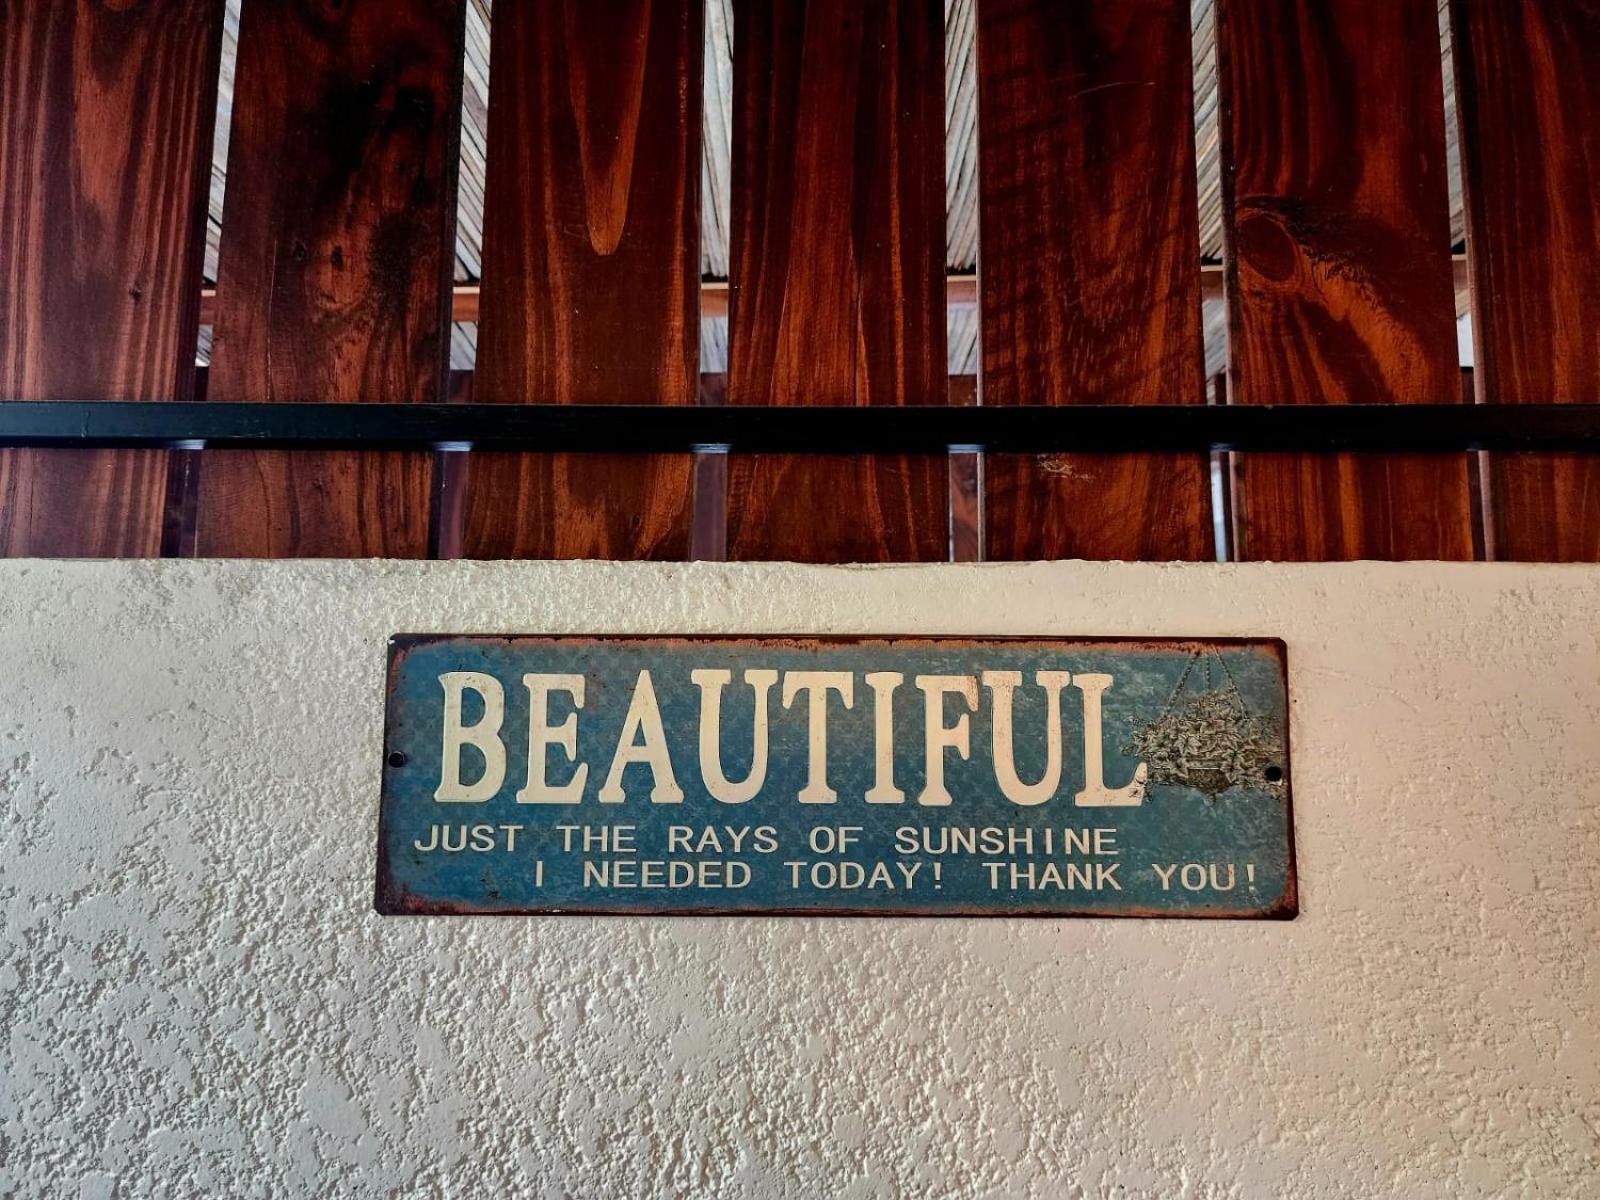 BEAUTIFUL
JUST THE RAYS OF SUNSHINE
I NEEDED TODAY! THANK YOU!